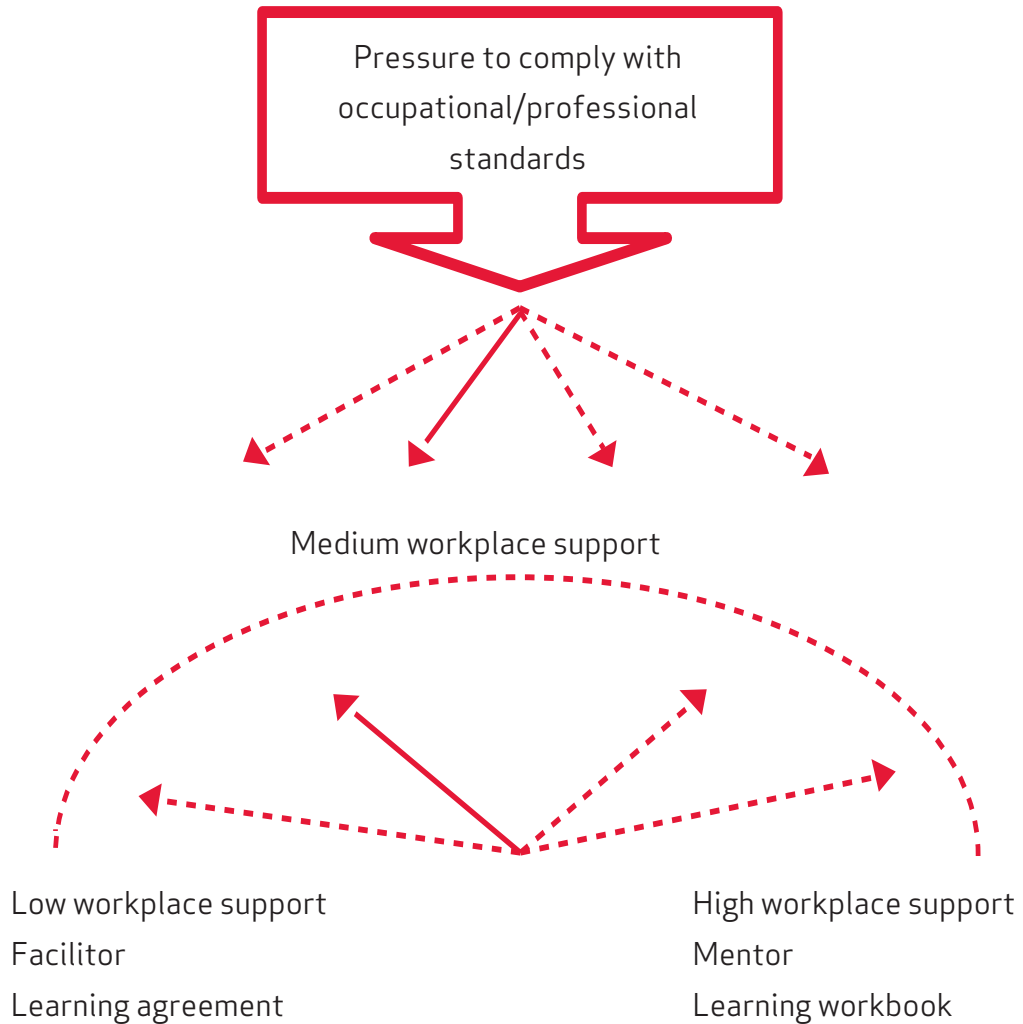 Pressure to comply with
occupational/professional
standards
Medium workplace support
Low workplace support
Facilitor
Learning agreement
High workplace support
Mentor
Learning workbook